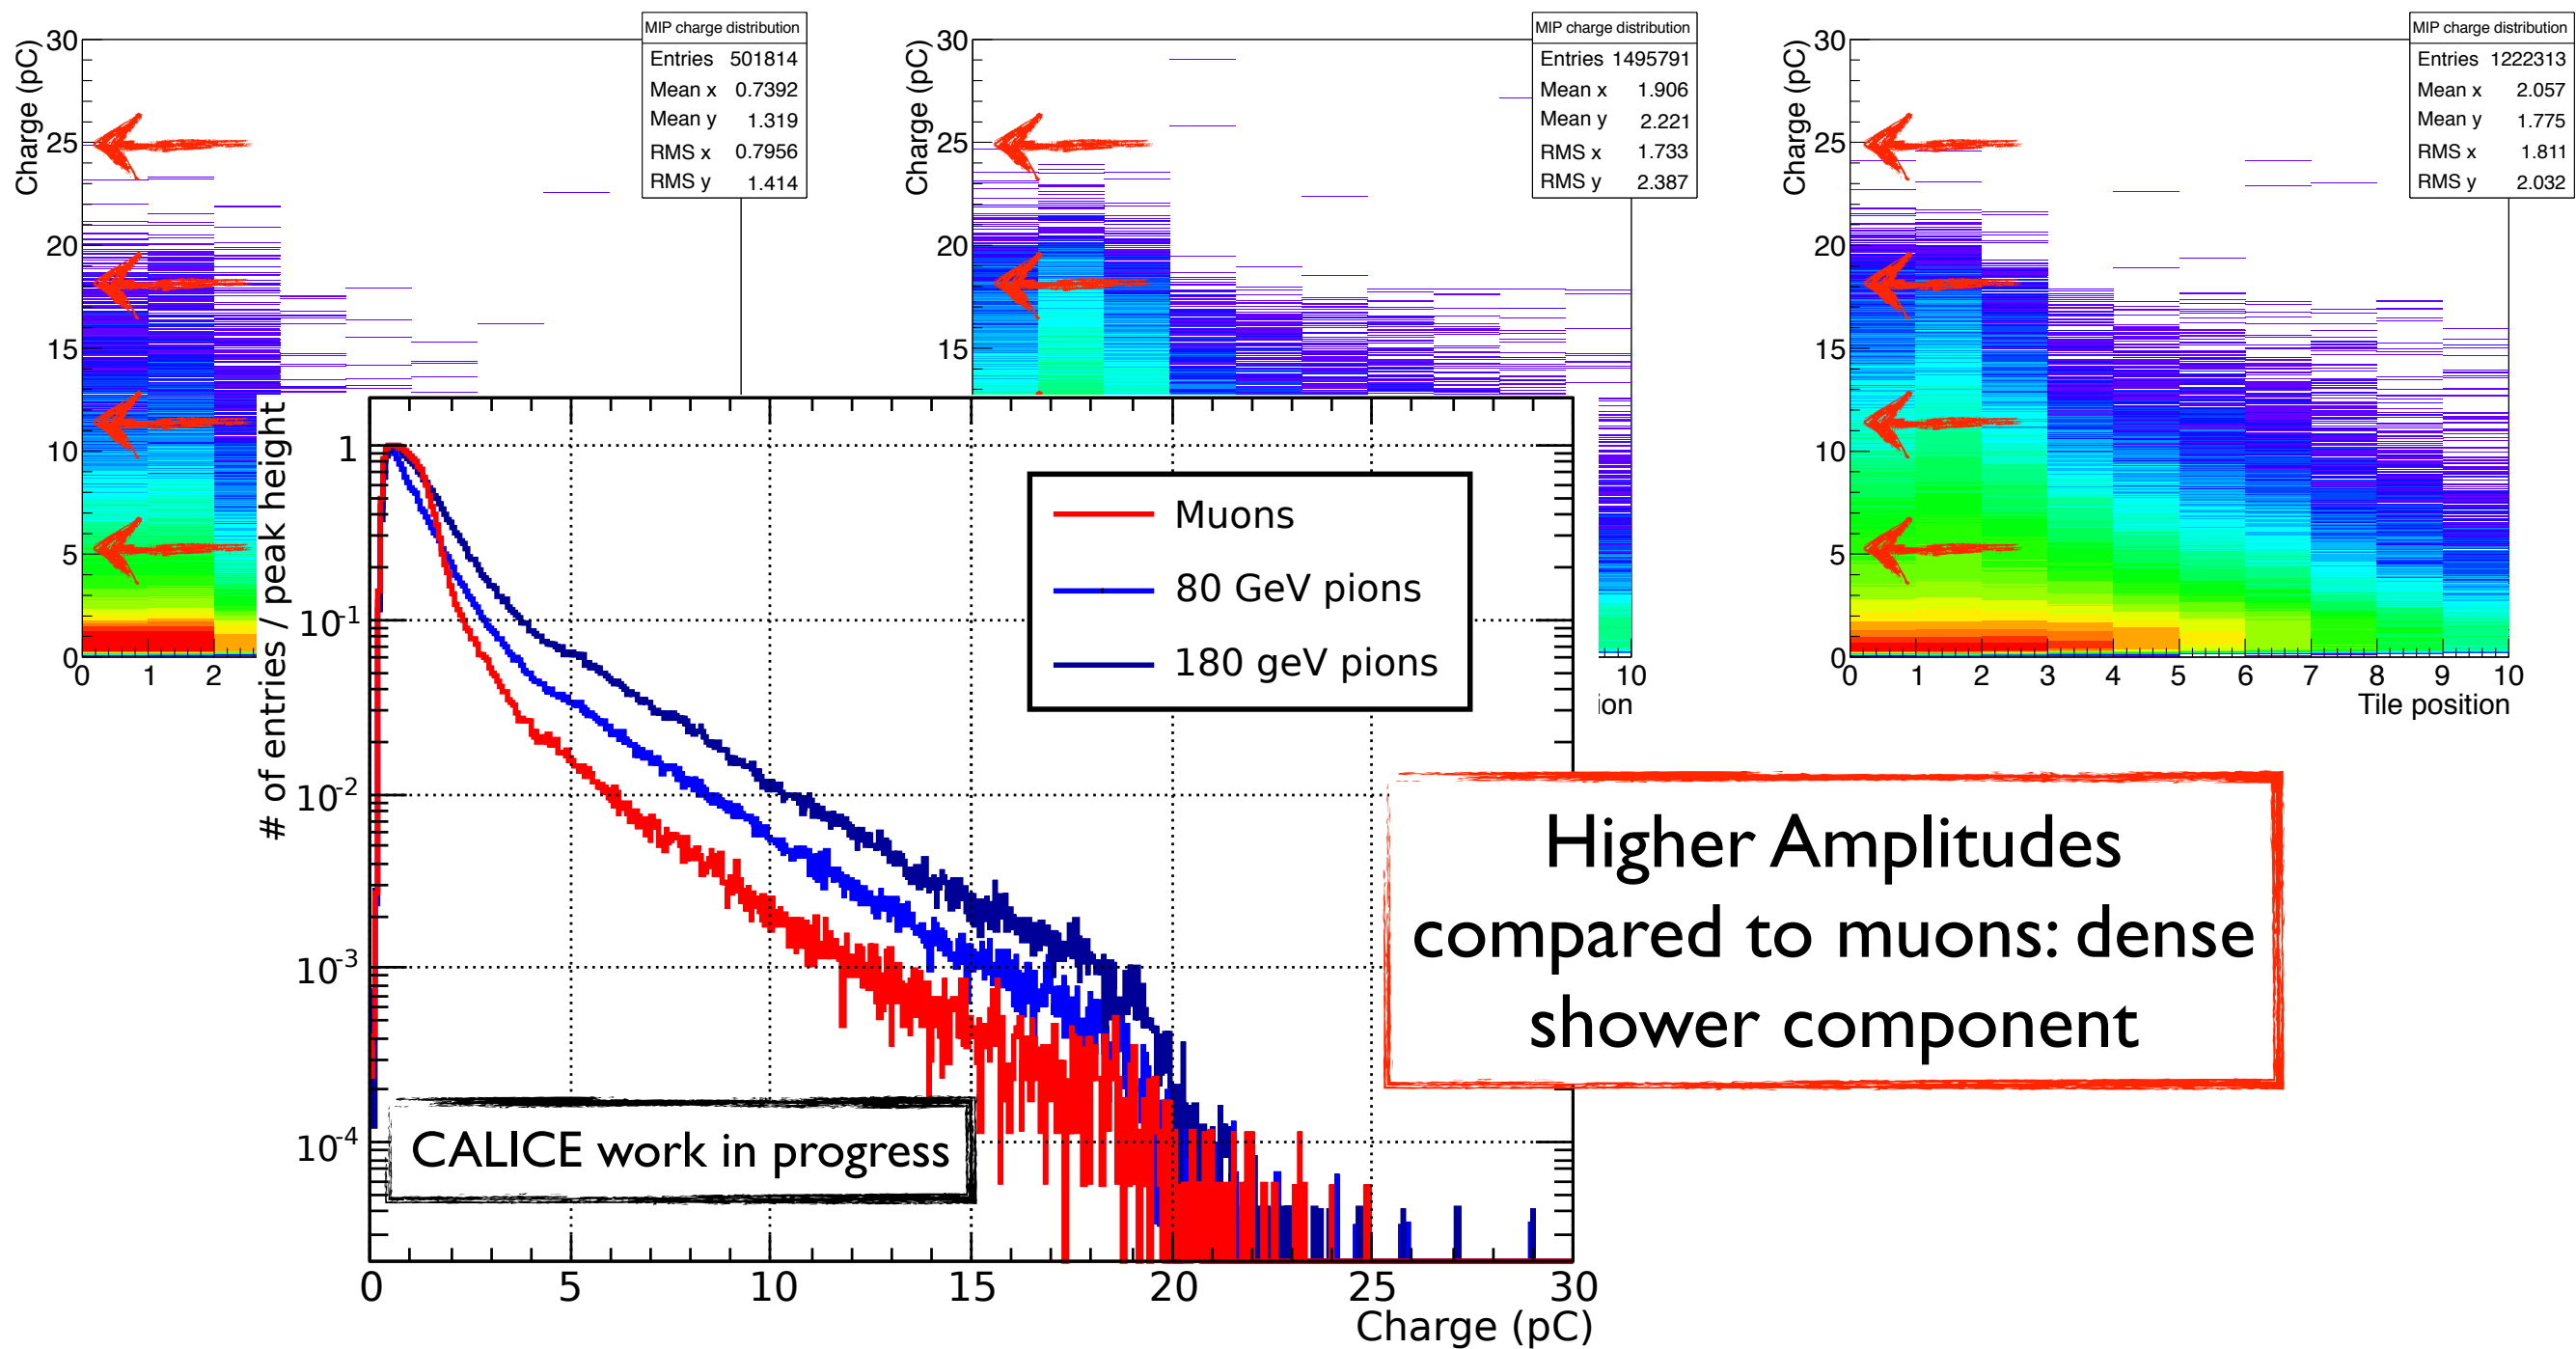 MIP charge distribution
Entries 501814
Mean x 0.7392
Mean y 1.319
RMS x 0.7956
RMS y 1.414
Charge (pC)
30
25
20
15
10
5
0
0 1 2
MIP charge distribution
Entries 1495791
Mean x 1.906
Mean y 2.221
RMS x 1.733
RMS y 2.387
Charge (pC)
30
25
20
15
10
ion
MIP charge distribution
Entries 1222313
Mean x 2.057
Mean y 1.775
RMS x 1.811
RMS y 2.032
Charge (pC)
30
25
20
15
10
5
0
0 1 2 3 4 5 6 7 8 9 10
Tile position
# of entries / peak height
1
10-1
10-2
10-3
10-4
Muons
80 GeV pions
180 geV pions
CALICE work in progress
0 5 10 15 20 25 30
Charge (pC)
Higher Amplitudes
compared to muons: dense
shower component